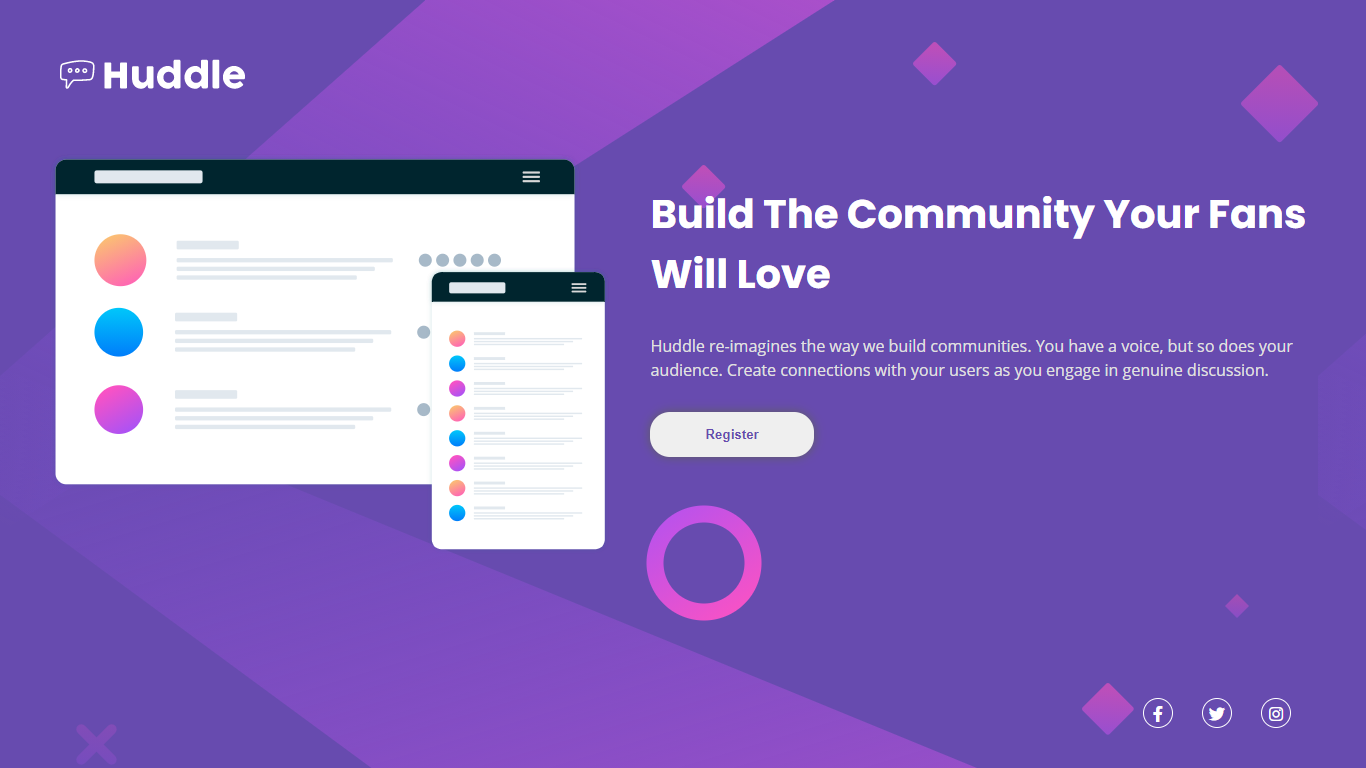 Huddle
Build The Community Your Fans
Will Love
Huddle re-imagines the way we build communities. You have a voice, but so does your
audience. Create connections with your users as you engage in genuine discussion.
Register